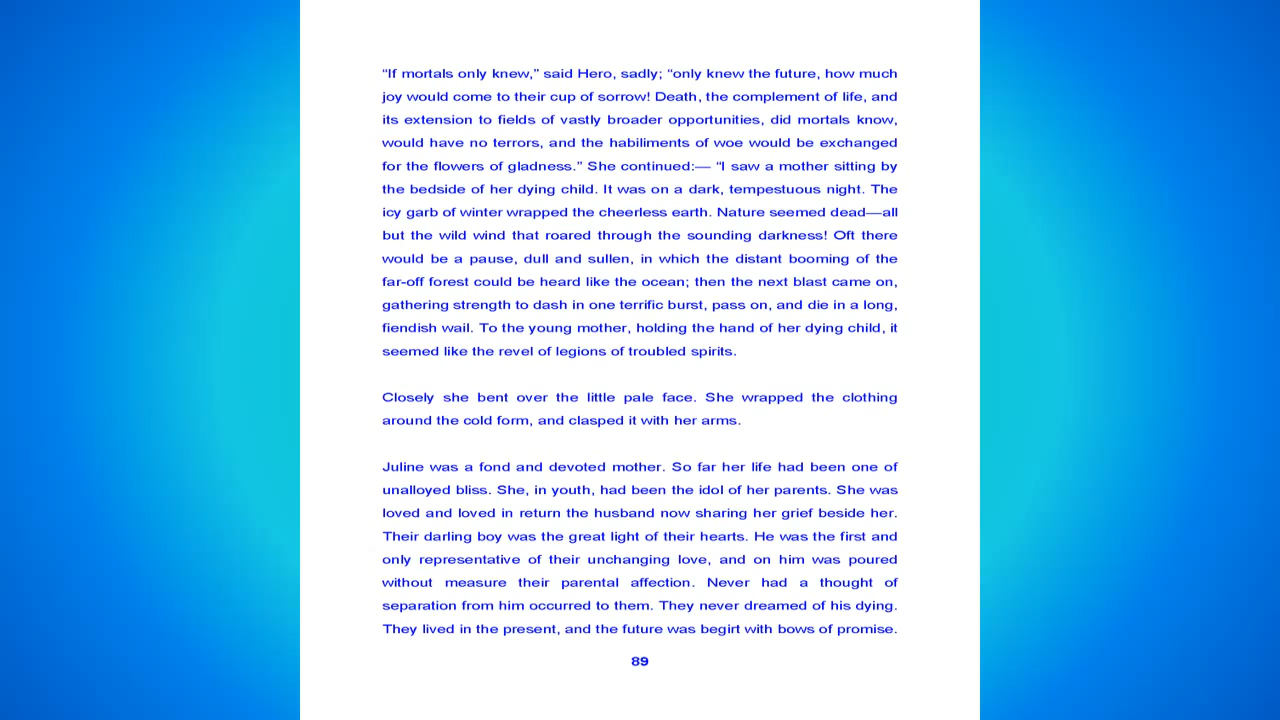 “If mortals only knew,” said Hero, sadly; “only knew the future, how much
joy would come to their cup of sorrow! Death, the complement of life, and
its extension to fields of vastly broader opportunities, did mortals know,
would have no terrors, and the habiliments of woe would be exchanged
for the flowers of gladness.” She continued:— “I saw a mother sitting by
the bedside of her dying child. It was on a dark, tempestuous night. The
icy garb of winter wrapped the cheerless earth. Nature seemed dead—all
but the wild wind that roared through the sounding darkness! Oft there
would be a pause, dull and sullen, in which the distant booming of the
far-off forest could be heard like the ocean; then the next blast came on,
gathering strength to dash in one terrific burst, pass on, and die in a long,
fiendish wail. To the young mother, holding the hand of her dying child, it
seemed like the revel of legions of troubled spirits.
Closely she bent over the little pale face. She wrapped the clothing
around the cold form, and clasped it with her arms.
Juline was a fond and devoted mother. So far her life had been one of
unalloyed bliss. She, in youth, had been the idol of her parents. She was
loved and loved in return the husband now sharing her grief beside her.
Their darling boy was the great light of their hearts. He was the first and
only representative of their unchanging love, and on him was poured
without measure their parental affection. Never had a thought of
separation from him occurred to them. They never dreamed of his dying.
They lived in the present, and the future was begirt with bows of promise.
89